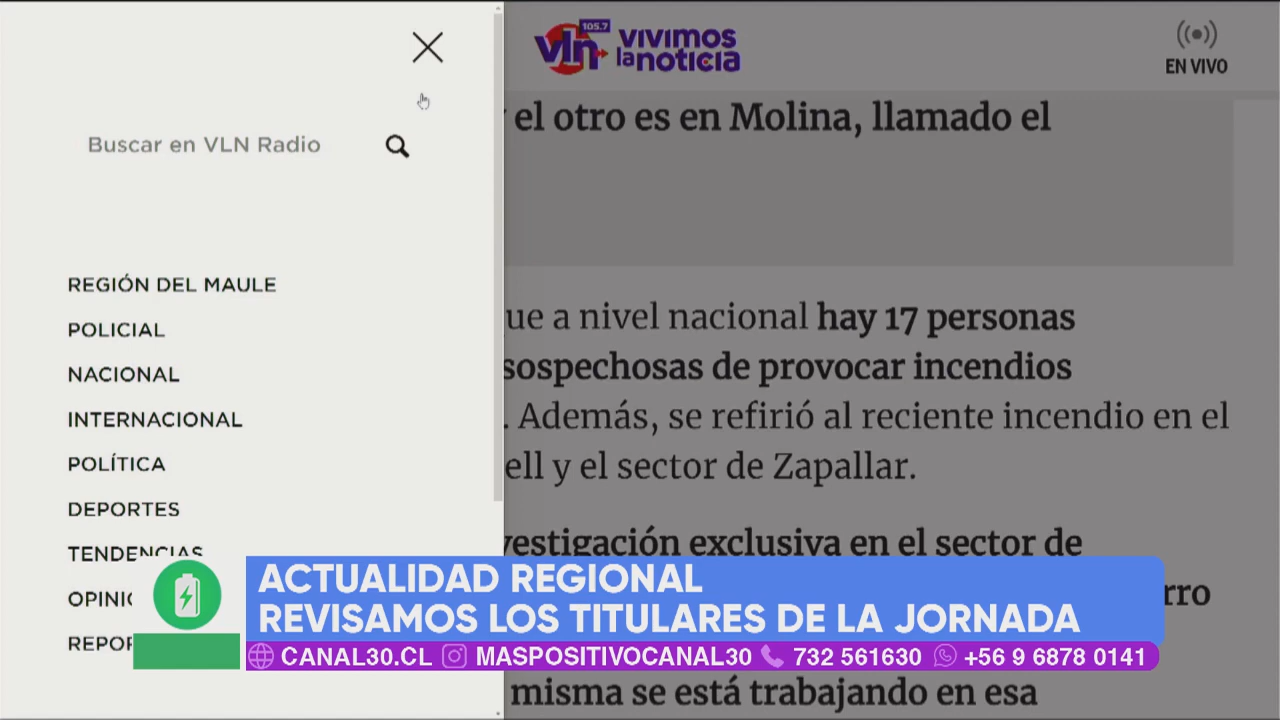 Buscar en VLN Radio
REGIÓN DEL MAULE
POLICIAL
NACIONAL
INTERNACIONAL
POLÍTICA
DEPORTES
TENDENCIAS
105.7
vln
VIVIMOS
la noticia
EN VIVO
el otro es en Molina, llamado el
que a nivel nacional hay 17 personas
sospechosas de provocar incendios
. Además, se refirió al reciente incendio en el
ell y el sector de Zapallar.
vestigación exclusiva en el sector de
rro
misma se está trabajando en esa
ACTUALIDAD REGIONAL
REVISAMOS LOS TITULARES DE LA JORNADA
CANAL30.CL MASPOSITIVOCANAL30 732 561630 +56 9 6878 0141